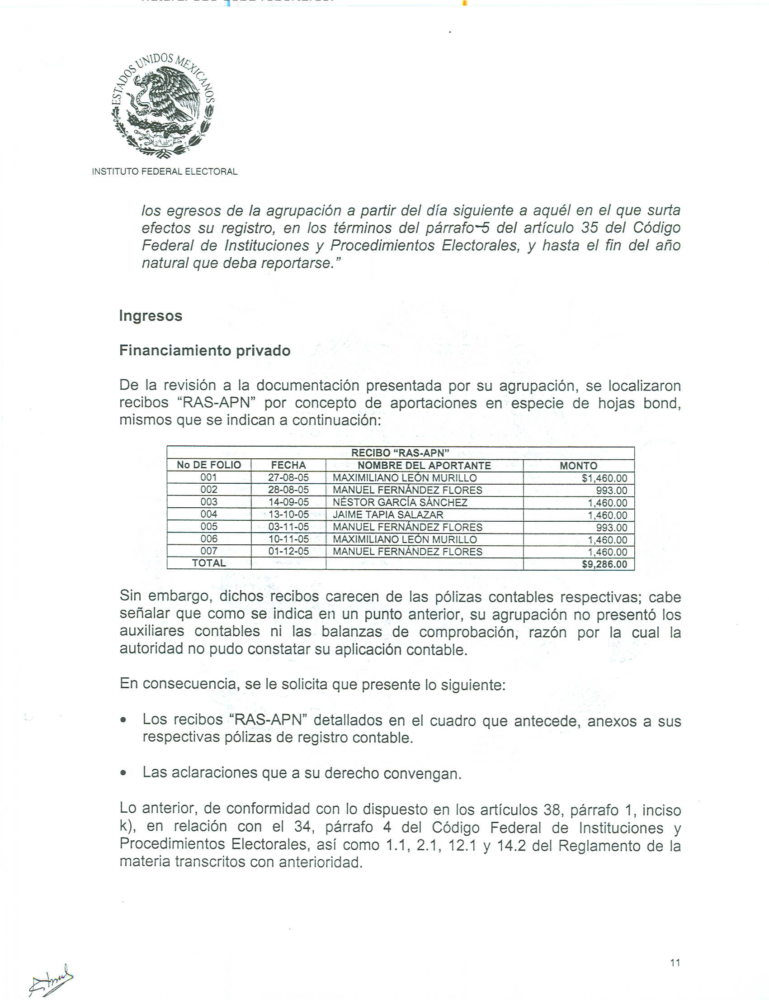 ESTADOS UNIDOS MEXICANOS
INSTITUTO FEDERAL ELECTORAL
los egresos de la agrupación a partir del día siguiente a aquél en el que surta
efectos su registro, en los términos del párrafo 5 del artículo 35 del Código
Federal de Instituciones y Procedimientos Electorales, y hasta el fin del año
natural que deba reportarse.”
Ingresos
Financiamiento privado
De la revisión a la documentación presentada por su agrupación, se localizaron
recibos “RAS-APN” por concepto de aportaciones en especie de hojas bond,
mismos que se indican a continuación:
RECIBO “RAS-APN”
No DE FOLIO FECHA NOMBRE DEL APORTANTE MONTO
001 27-08-05 MAXIMILIANO LEÓN MURILLO $1,460.00
002 28-08-05 MANUEL FERNÁNDEZ FLORES 993.00
003 14-09-05 NÉSTOR GARCÍA SÁNCHEZ 1,460.00
004 13-10-05 JAIME TAPIA SALAZAR 1,460.00
005 03-11-05 MANUEL FERNÁNDEZ FLORES 993.00
006 10-11-05 MAXIMILIANO LEÓN MURILLO 1,460.00
007 01-12-05 MANUEL FERNÁNDEZ FLORES 1,460.00
TOTAL $9,286.00
Sin embargo, dichos recibos carecen de las pólizas contables respectivas; cabe
señalar que como se indica en un punto anterior, su agrupación no presentó los
auxiliares contables ni las balanzas de comprobación, razón por la cual la
autoridad no pudo constatar su aplicación contable.
En consecuencia, se le solicita que presente lo siguiente:
• Los recibos “RAS-APN” detallados en el cuadro que antecede, anexos a sus
respectivas pólizas de registro contable.
• Las aclaraciones que a su derecho convengan.
Lo anterior, de conformidad con lo dispuesto en los artículos 38, párrafo 1, inciso
k), en relación con el 34, párrafo 4 del Código Federal de Instituciones y
Procedimientos Electorales, así como 1.1, 2.1, 12.1 y 14.2 del Reglamento de la
materia transcritos con anterioridad.
11